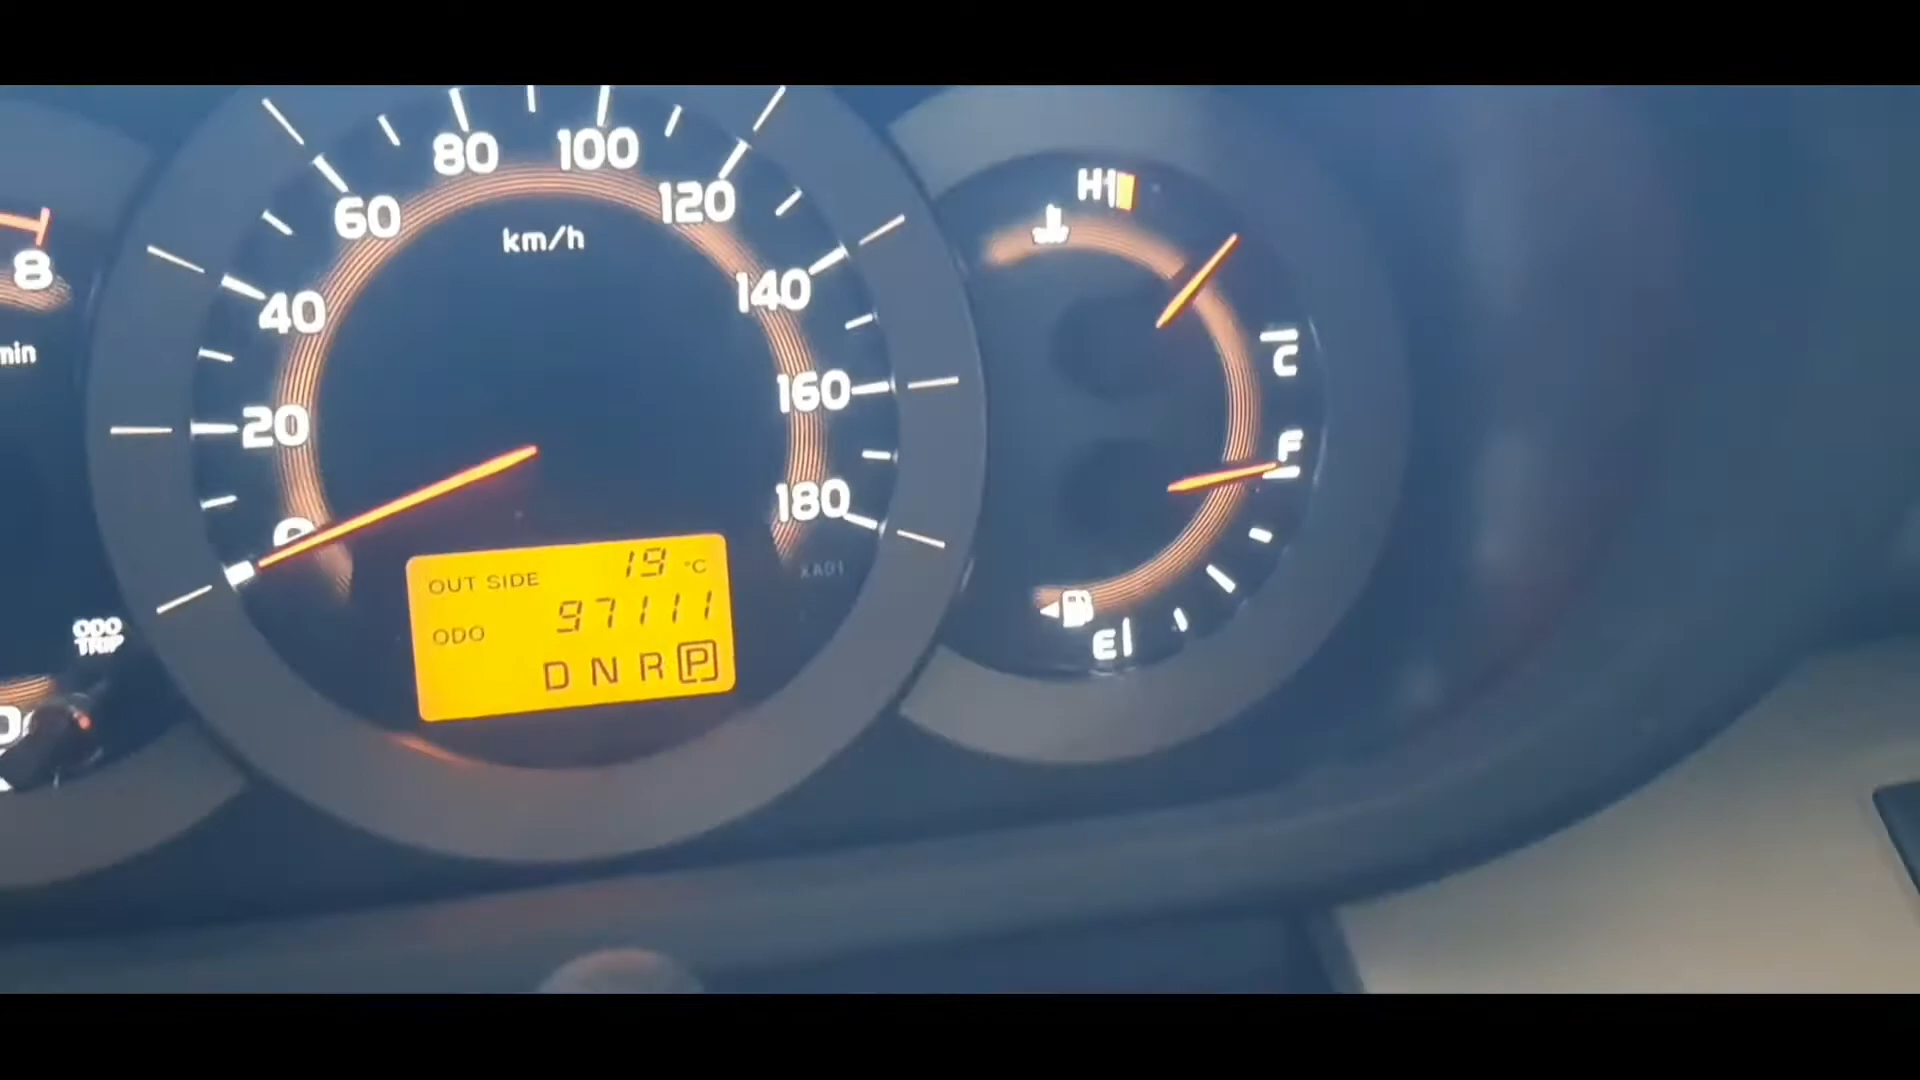 80
100
60
120
km/h
40
140
20
160
0
180
8
min
ODO
TRIP
OUT SIDE 19 °C
ODO 97111
D N R P
H
C
F
E